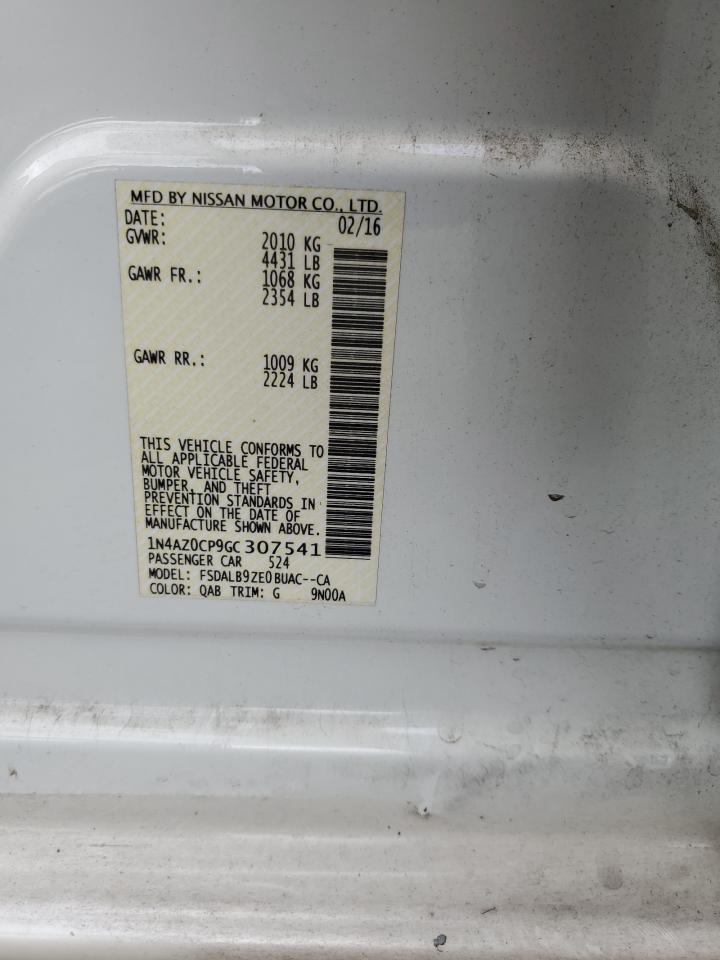 MFD BY NISSAN MOTOR CO., LTD.
DATE: 02/16
GVWR: 2010 KG
4431 LB
GAWR FR.: 1068 KG
2354 LB
GAWR RR.: 1009 KG
2224 LB
THIS VEHICLE CONFORMS TO
ALL APPLICABLE FEDERAL
MOTOR VEHICLE SAFETY,
BUMPER, AND THEFT
PREVENTION STANDARDS IN
EFFECT ON THE DATE OF
MANUFACTURE SHOWN ABOVE.
1N4AZ0CP9GC307541
PASSENGER CAR 524
MODEL: FSDALB9ZE0BUAC--CA
COLOR: QAB TRIM: G 9N00A